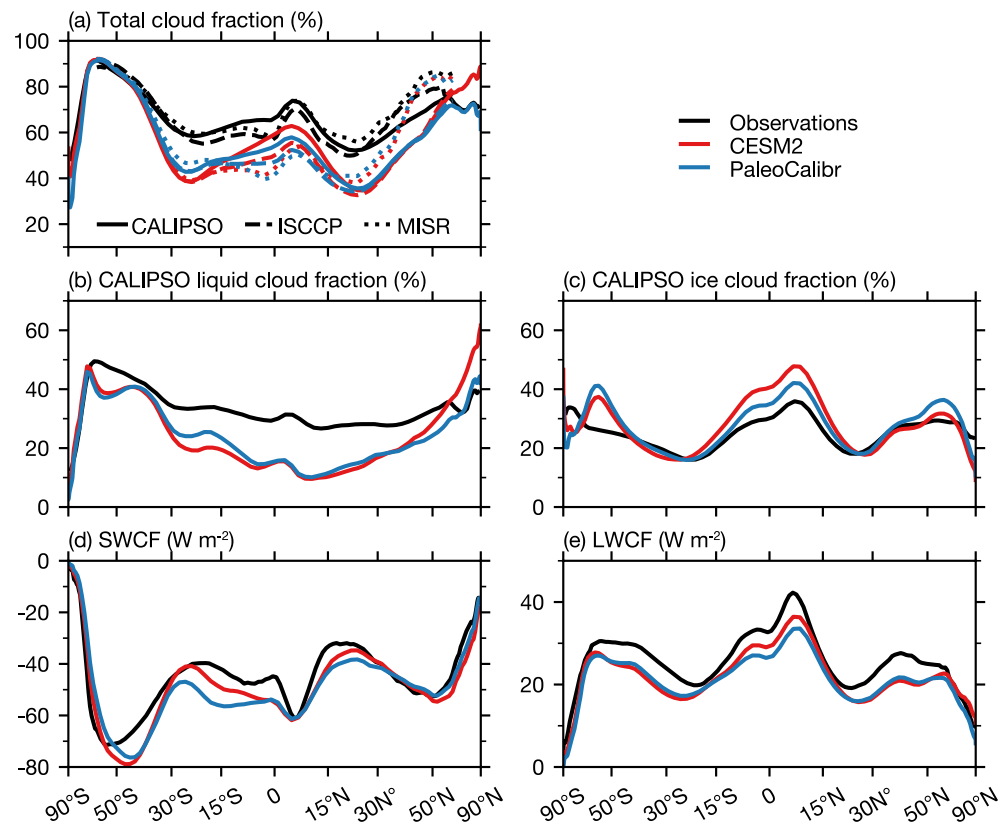 (a) Total cloud fraction (%)
100
80
60
40
20
CALIPSO ISCCP MISR
Observations
CESM2
PaleoCalibr
(b) CALIPSO liquid cloud fraction (%)
60
40
20
0
(c) CALIPSO ice cloud fraction (%)
60
40
20
0
(d) SWCF (W m-2)
0
-20
-40
-60
-80
90°S 50°S 30°S 15°S 0 15°N 30N° 50°N 90°N
(e) LWCF (W m-2)
40
20
0
90°S 50°S 30°S 15°S 0 15°N 30N° 50°N 90°N